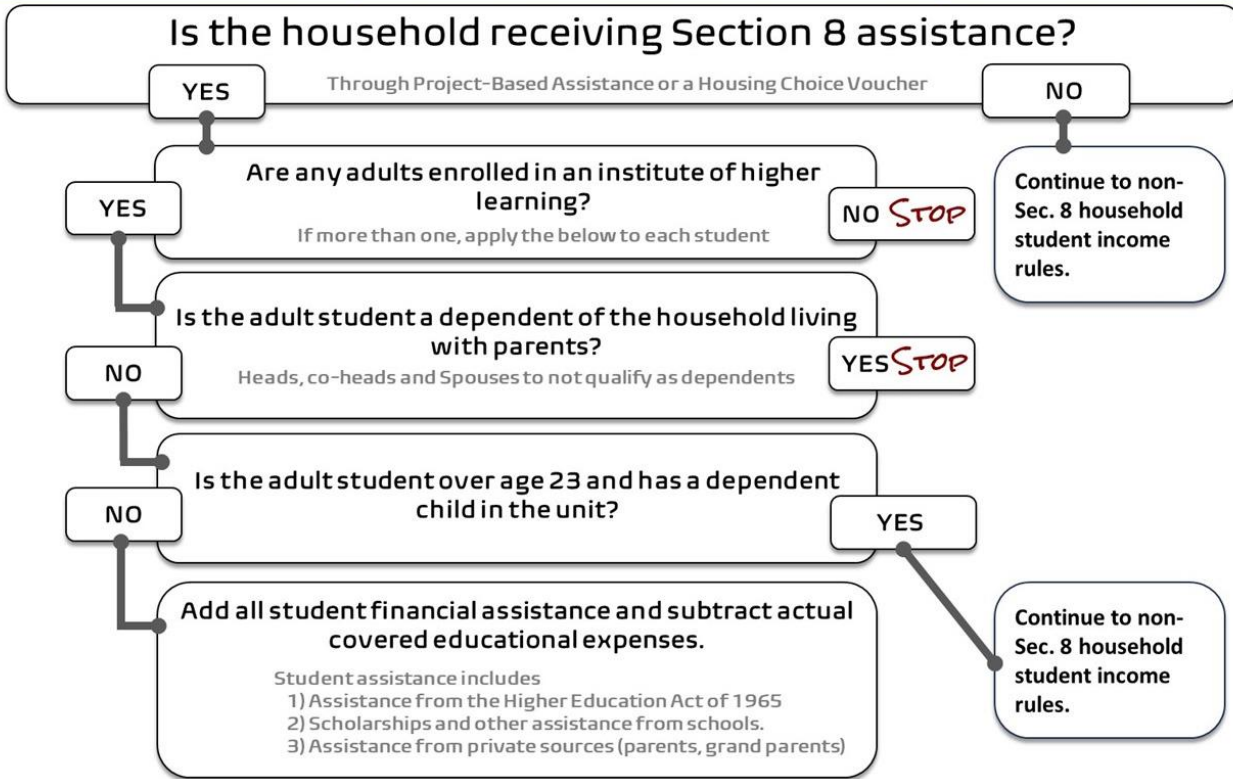 Is the household receiving Section 8 assistance?
Through Project-Based Assistance or a Housing Choice Voucher
YES
NO
Are any adults enrolled in an institute of higher
learning?
If more than one, apply the below to each student
YES
NO STOP
Continue to non-
Sec. 8 household
student income
rules.
Is the adult student a dependent of the household living
with parents?
Heads, co-heads and Spouses to not qualify as dependents
NO
YES STOP
Is the adult student over age 23 and has a dependent
child in the unit?
NO
YES
Add all student financial assistance and subtract actual
covered educational expenses.
Student assistance includes
1) Assistance from the Higher Education Act of 1965
2) Scholarships and other assistance from schools.
3) Assistance from private sources (parents, grand parents)
Continue to non-
Sec. 8 household
student income
rules.